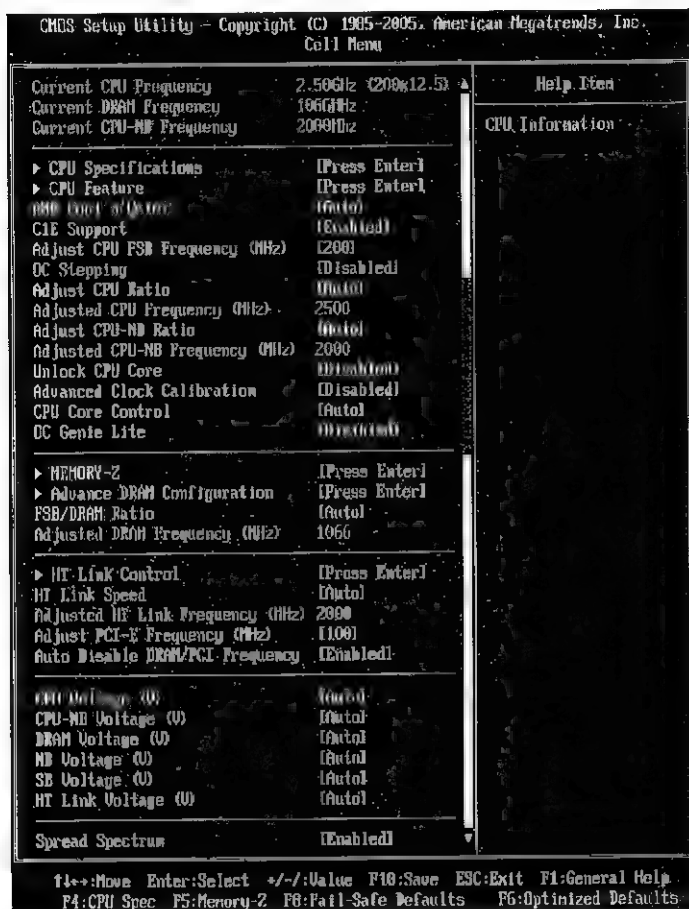 CMOS Setup Utility – Copyright (C) 1985-2005, American Megatrends, Inc.
Cell Menu
Current CPU Frequency 2.50GHz (200x12.5)
Current DRAM Frequency 1066MHz
Current CPU-NB Frequency 2000MHz
Help Item
CPU Information
▶ CPU Specifications [Press Enter]
▶ CPU Feature [Press Enter]
AMD Cool'n'Quiet [Auto]
C1E Support [Enabled]
Adjust CPU FSB Frequency (MHz) [200]
OC Stepping [Disabled]
Adjust CPU Ratio [Auto]
Adjusted CPU Frequency (MHz) 2500
Adjust CPU-NB Ratio [Auto]
Adjusted CPU-NB Frequency (MHz) 2000
Unlock CPU Core [Disabled]
Advanced Clock Calibration [Disabled]
CPU Core Control [Auto]
OC Genie Lite [Disabled]
▶ MEMORY-Z [Press Enter]
▶ Advance DRAM Configuration [Press Enter]
FSB/DRAM Ratio [Auto]
Adjusted DRAM Frequency (MHz) 1066
▶ HT Link Control [Press Enter]
HT Link Speed [Auto]
Adjusted HT Link Frequency (MHz) 2000
Adjust PCI-E Frequency (MHz) [100]
Auto Disable DRAM/PCI Frequency [Enabled]
CPU Voltage (V) [Auto]
CPU-NB Voltage (V) [Auto]
DRAM Voltage (V) [Auto]
NB Voltage (V) [Auto]
SB Voltage (V) [Auto]
HT Link Voltage (V) [Auto]
Spread Spectrum [Enabled]
↑↓←→:Move Enter:Select +/-/:Value F10:Save ESC:Exit F1:General Help
F4:CPU Spec F5:Memory-Z F8:Fail-Safe Defaults F6:Optimized Defaults